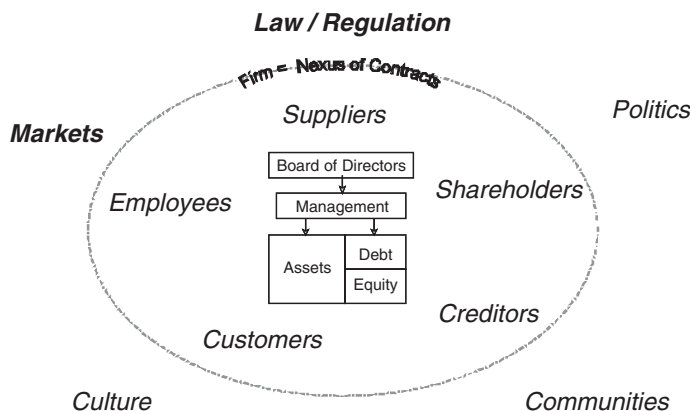 Law / Regulation
Firm = Nexus of Contracts
Suppliers
Politics
Markets
Board of Directors
Shareholders
Employees
Management
Assets
Debt
Equity
Creditors
Customers
Culture
Communities